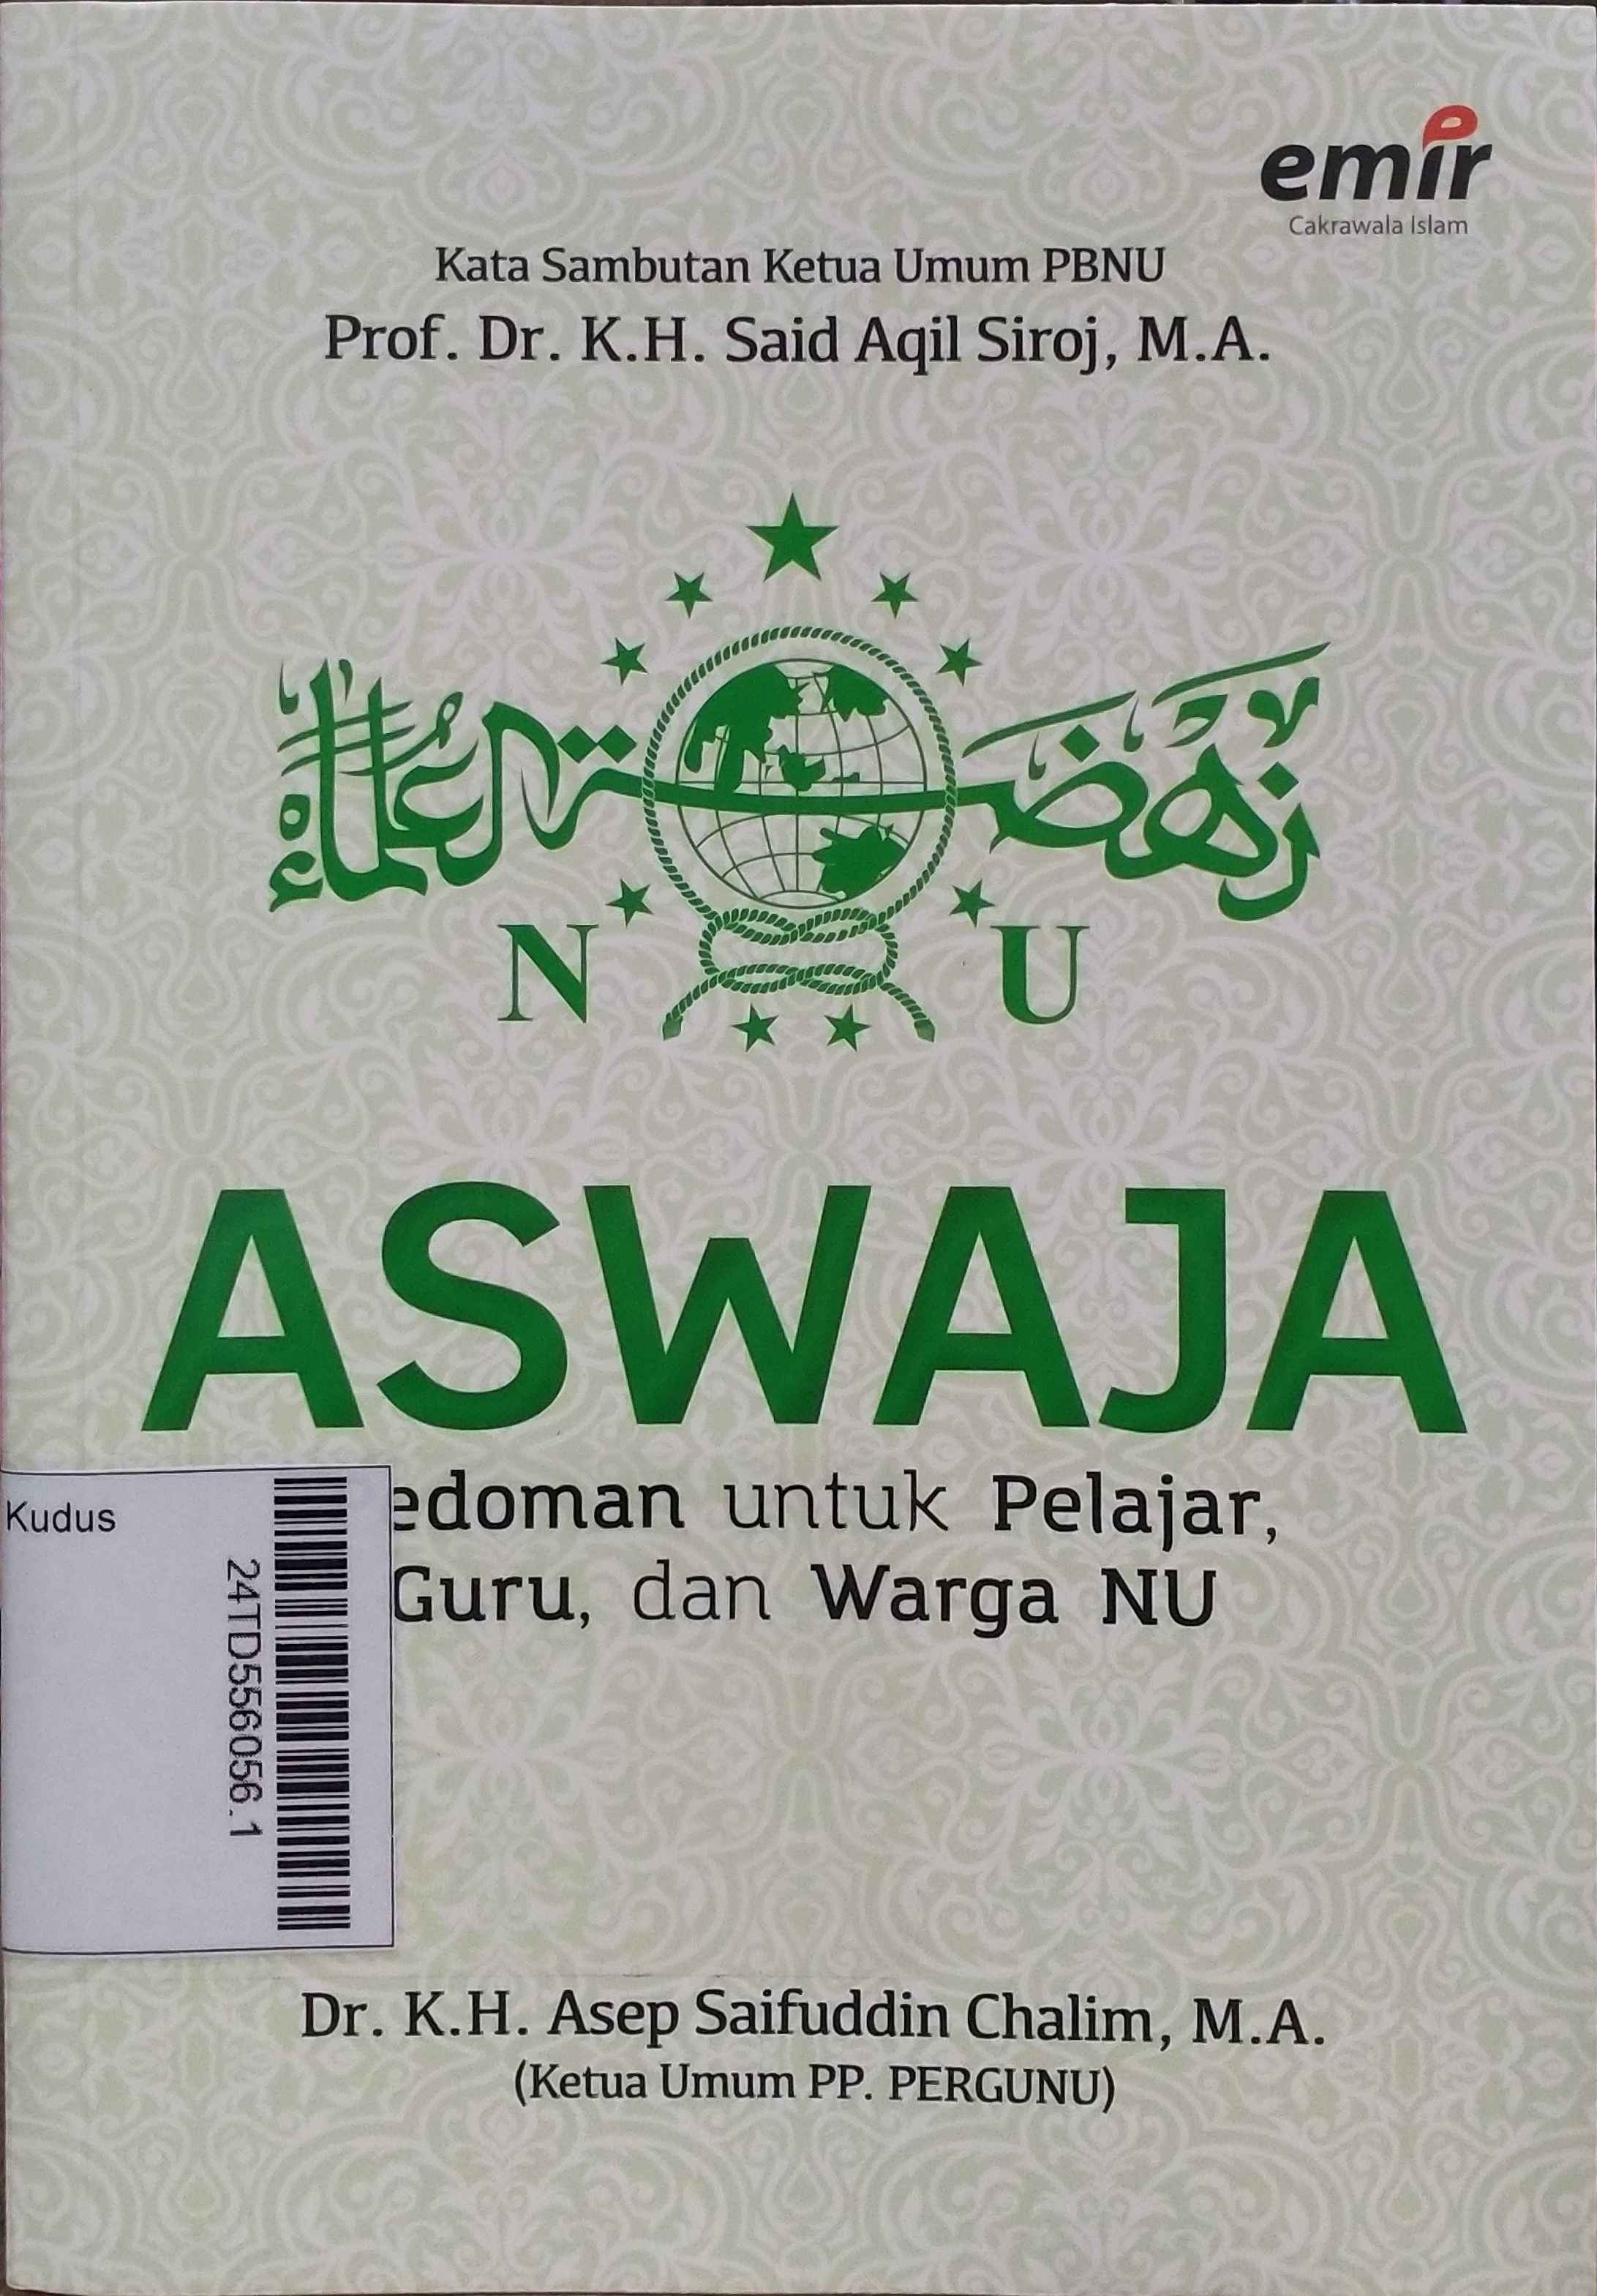 emir
Cakrawala Islam
Kata Sambutan Ketua Umum PBNU
Prof. Dr. K.H. Said Aqil Siroj, M.A.
نهضة العلماء
N U
ASWAJA
edoman untuk Pelajar,
Guru, dan Warga NU
Kudus
24TD556056.1
Dr. K.H. Asep Saifuddin Chalim, M.A.
(Ketua Umum PP. PERGUNU)